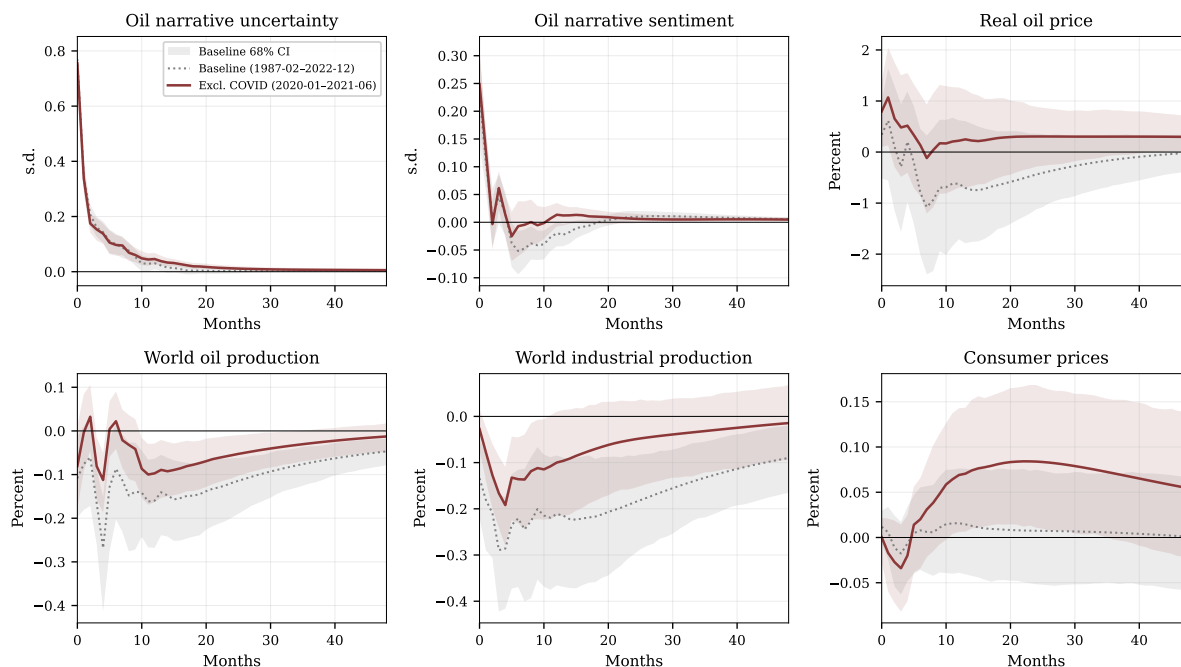 Oil narrative uncertainty
0.8
0.6
0.4
0.2
0.0
s.d.
0 10 20 30 40
Months
Baseline 68% CI
Baseline (1987-02–2022-12)
Excl. COVID (2020-01–2021-06)
Oil narrative sentiment
0.30
0.25
0.20
0.15
0.10
0.05
0.00
−0.05
−0.10
s.d.
0 10 20 30 40
Months
Real oil price
2
1
0
−1
−2
Percent
0 10 20 30 40
Months
World oil production
0.1
0.0
−0.1
−0.2
−0.3
−0.4
Percent
0 10 20 30 40
Months
World industrial production
0.0
−0.1
−0.2
−0.3
−0.4
Percent
0 10 20 30 40
Months
Consumer prices
0.15
0.10
0.05
0.00
−0.05
Percent
0 10 20 30 40
Months